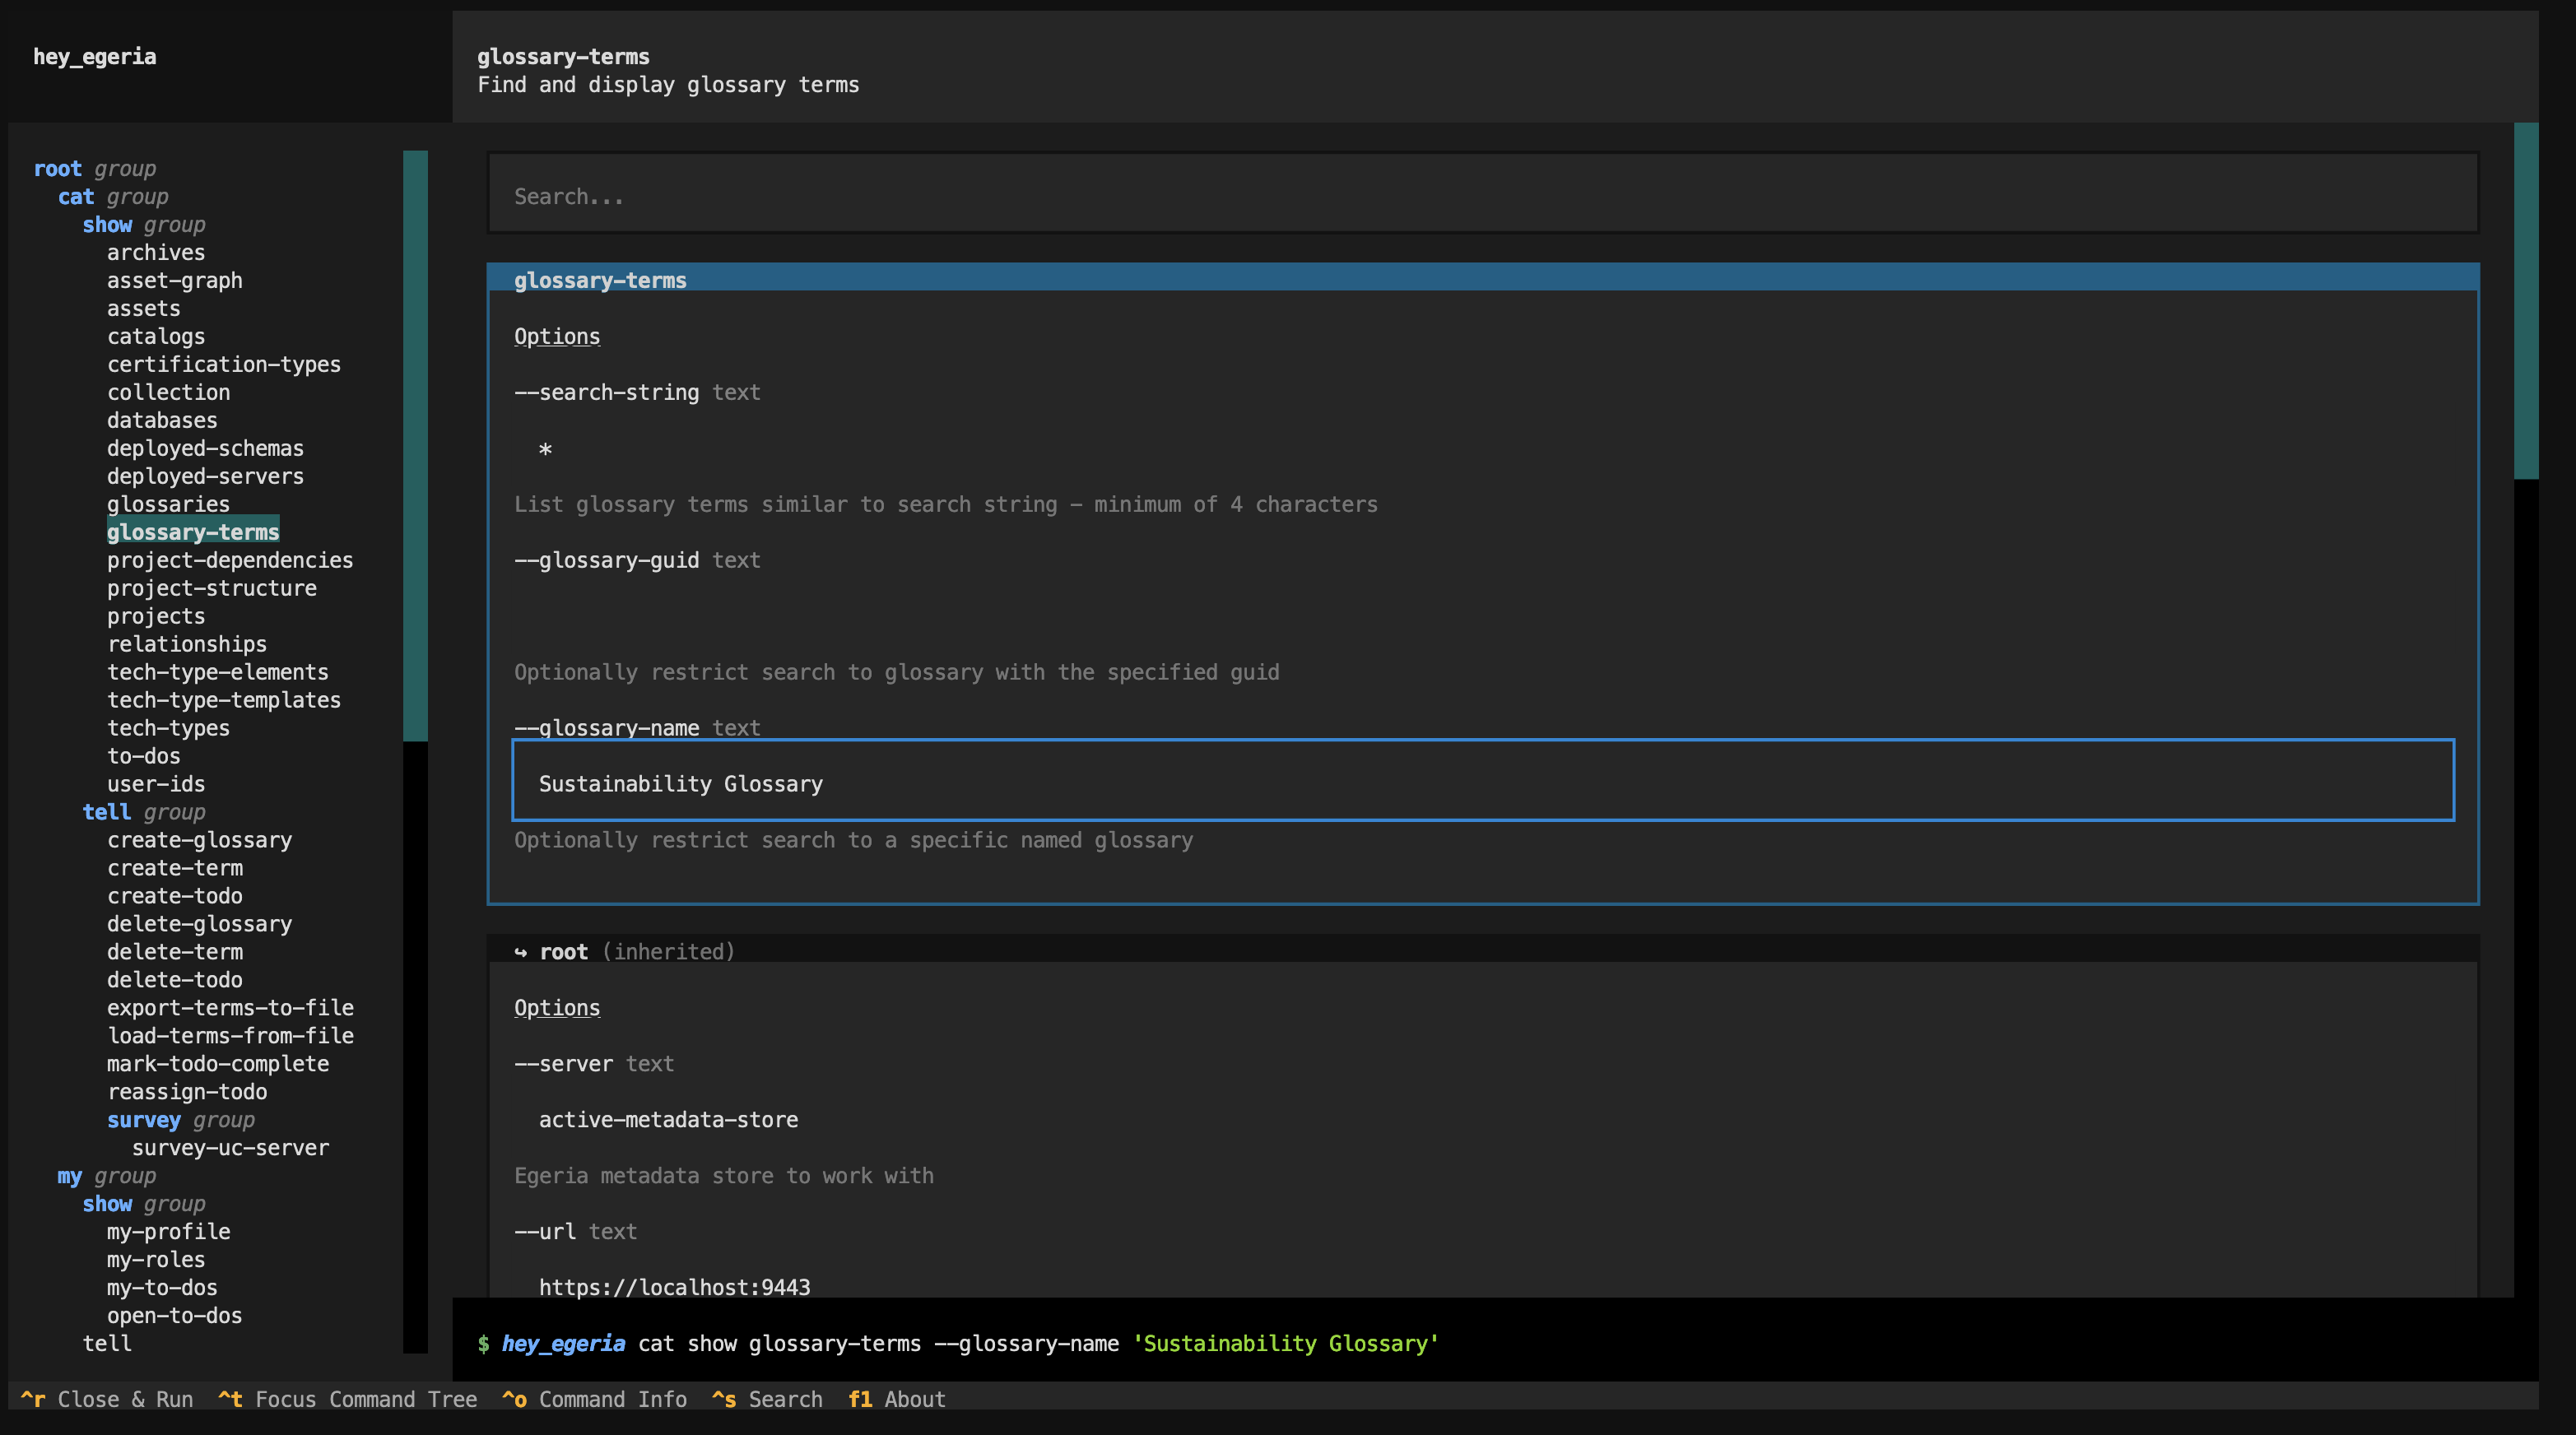 hey_egeria
glossary-terms
Find and display glossary terms
root group
cat group
show group
archives
asset-graph
assets
catalogs
certification-types
collection
databases
deployed-schemas
deployed-servers
glossaries
glossary-terms
project-dependencies
project-structure
projects
relationships
tech-type-elements
tech-type-templates
tech-types
to-dos
user-ids
tell group
create-glossary
create-term
create-todo
delete-glossary
delete-term
delete-todo
export-terms-to-file
load-terms-from-file
mark-todo-complete
reassign-todo
survey group
survey-uc-server
my group
show group
my-profile
my-roles
my-to-dos
open-to-dos
tell
Search...
glossary-terms
Options
--search-string text
*
List glossary terms similar to search string - minimum of 4 characters
--glossary-guid text
Optionally restrict search to glossary with the specified guid
--glossary-name text
Sustainability Glossary
Optionally restrict search to a specific named glossary
↪ root (inherited)
Options
--server text
active-metadata-store
Egeria metadata store to work with
--url text
https://localhost:9443
$ hey_egeria cat show glossary-terms --glossary-name 'Sustainability Glossary'
^r Close & Run ^t Focus Command Tree ^o Command Info ^s Search f1 About